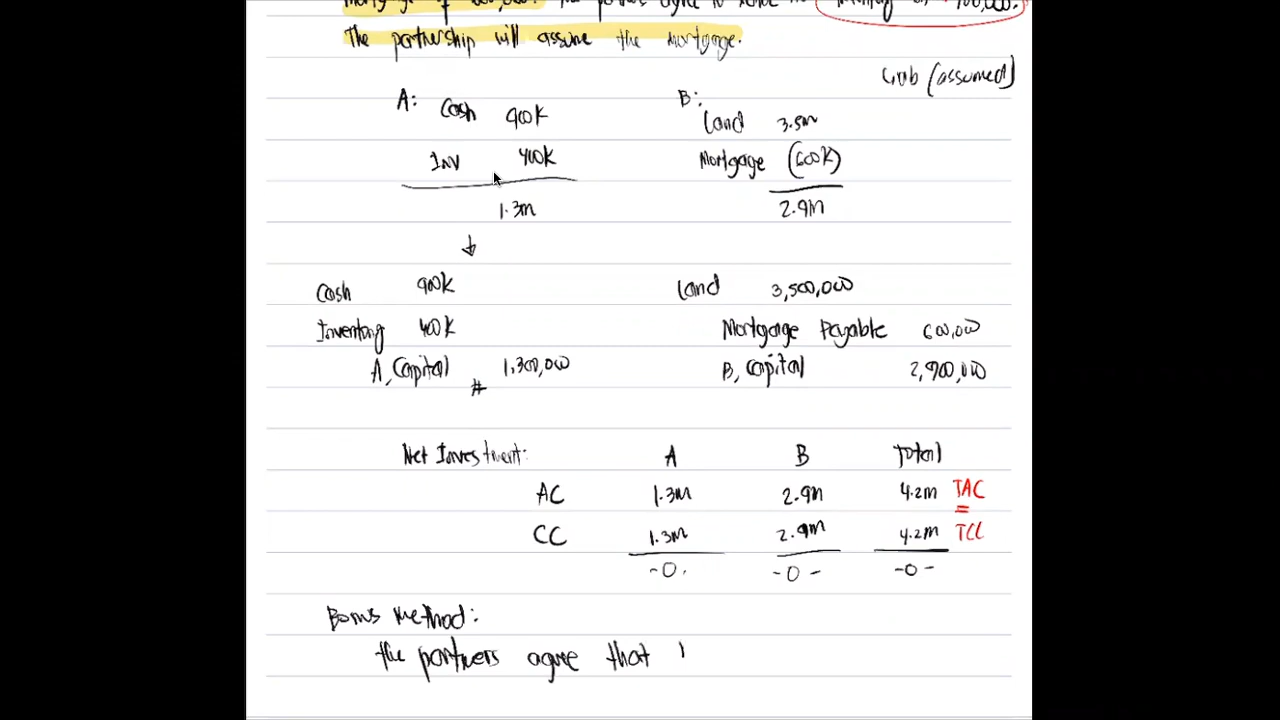 The partnership will assume the mortgage.
(assumed)
A: Cash 900K B: Land 3.5m
Inv 400K Mortgage (600K)
1.3m 2.9m
Cash 900K Land 3,500,000
Inventory 400K Mortgage Payable 600,000
A, Capital 1,300,000 B, Capital 2,900,000
#
Net Investment: A B Total
AC 1.3M 2.9m 4.2m TAC
=
CC 1.3M 2.9m 4.2m TCC
-0- -0- -0-
Bonus Method:
the partners agree that